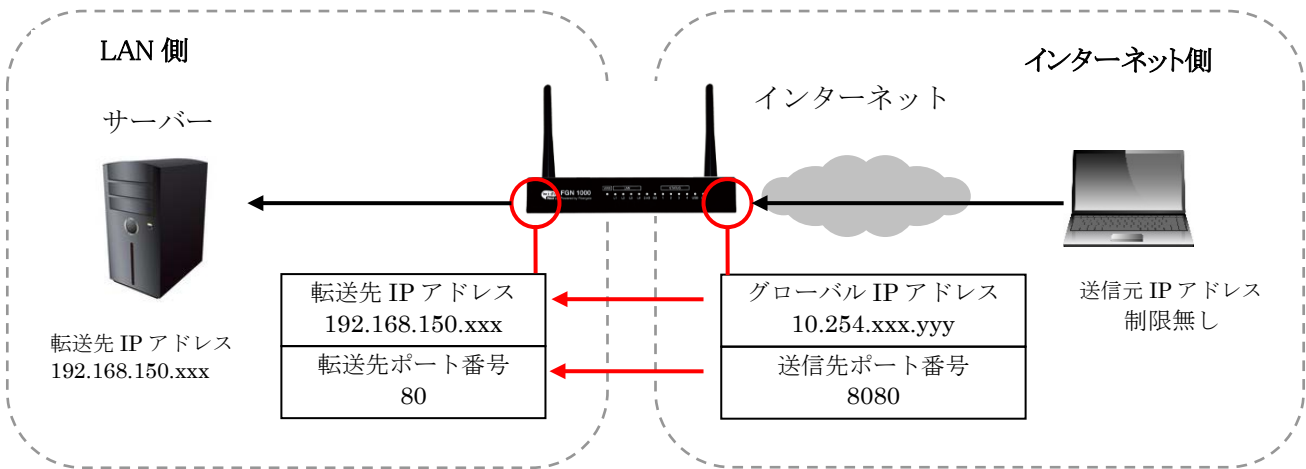 LAN 側
インターネット側
サーバー
インターネット
FGN 1000
転送先 IP アドレス
192.168.150.xxx
転送先ポート番号
80
グローバル IP アドレス
10.254.xxx.yyy
送信先ポート番号
8080
送信元 IP アドレス
制限無し
転送先 IP アドレス
192.168.150.xxx